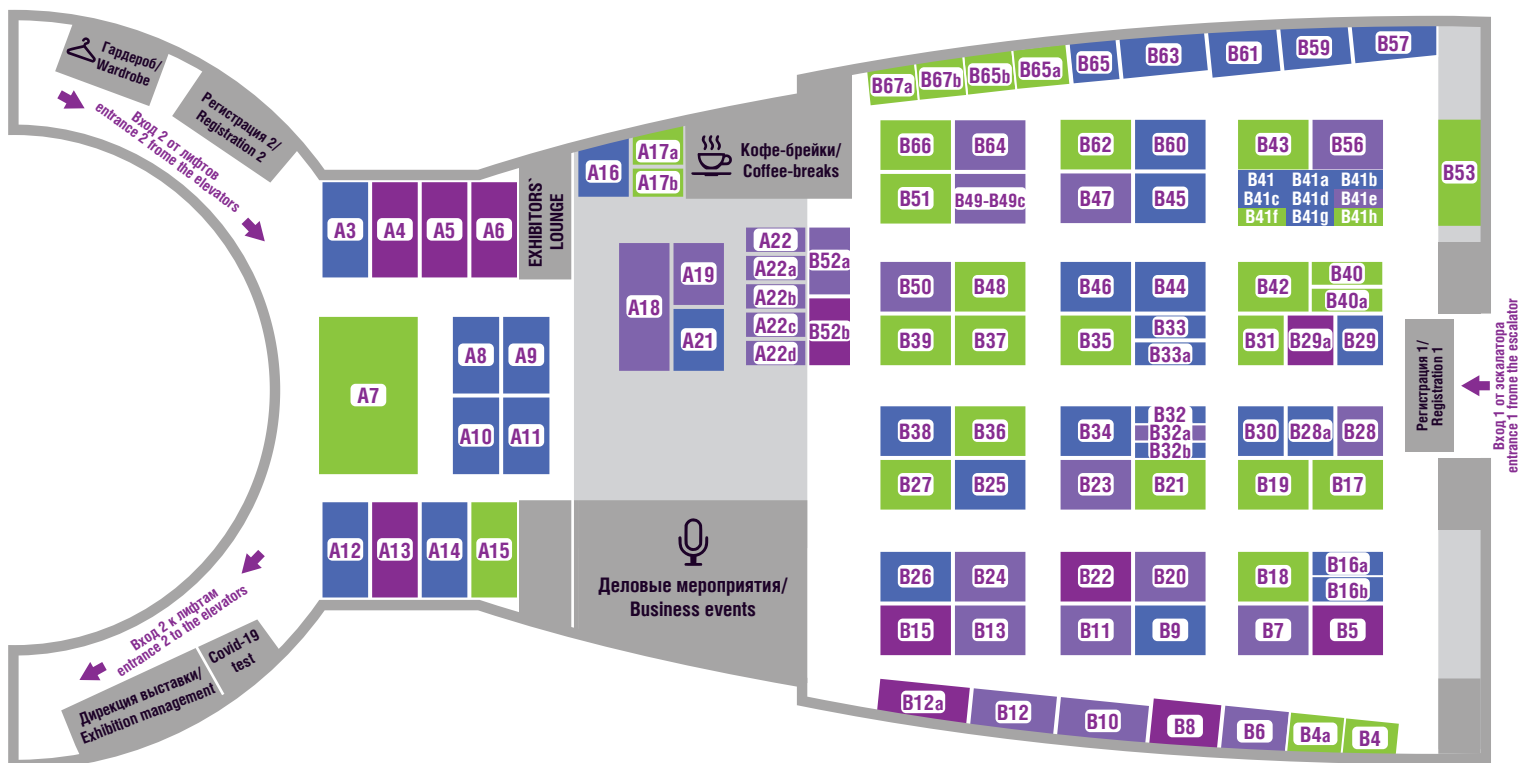 Гардероб/
Wardrobe
Регистрация 2/
Registration 2
Вход 2 от лифтов
entrance 2 frome the elevators
A3
A4
A5
A6
EXHIBITORS`
LOUNGE
A16
A17a
A17b
Кофе-брейки/
Coffee-breaks
A7
A8
A9
A10
A11
A18
A19
A21
A22
A22a
A22b
A22c
A22d
B52a
B52b
A12
A13
A14
A15
Деловые мероприятия/
Business events
Вход 2 к лифтам
entrance 2 to the elevators
Covid-19
test
Дирекция выставки/
Exhibition management
B67a
B67b
B65b
B65a
B65
B63
B61
B59
B57
B66
B64
B62
B60
B43
B56
B53
B51
B49-B49c
B47
B45
B41 B41a B41b
B41c B41d B41e
B41f B41g B41h
B50
B48
B46
B44
B42
B40
B40a
B39
B37
B35
B33
B33a
B31
B29a
B29
Регистрация 1/
Registration 1
Вход 1 от эскалатора
entrance 1 frome the escalator
B38
B36
B34
B32
B32a
B32b
B30
B28a
B28
B27
B25
B23
B21
B19
B17
B26
B24
B22
B20
B18
B16a
B16b
B15
B13
B11
B9
B7
B5
B12a
B12
B10
B8
B6
B4a
B4